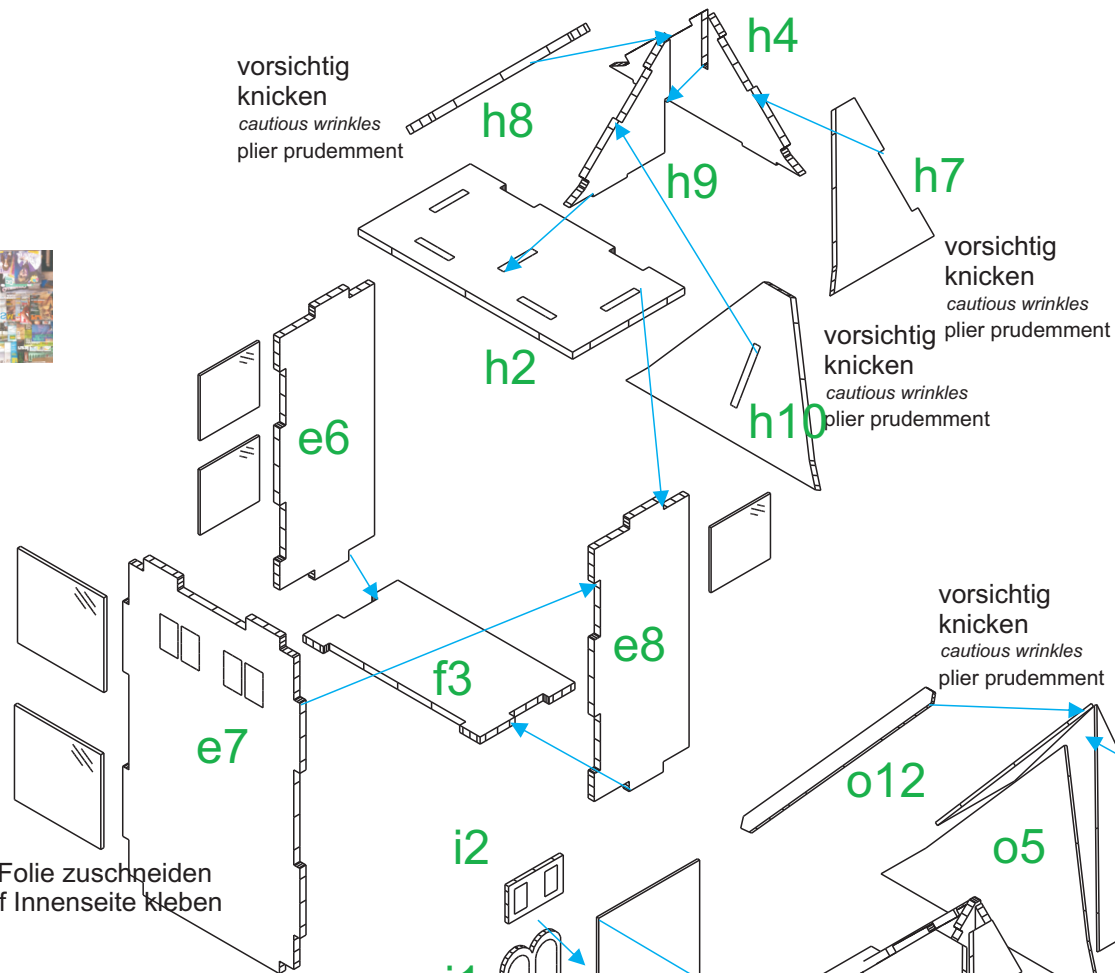 h4
vorsichtig
knicken
cautious wrinkles
plier prudemment
h8
h9
h7
vorsichtig
knicken
cautious wrinkles
plier prudemment
h2
vorsichtig
knicken
cautious wrinkles
plier prudemment
h10
e6
e8
f3
e7
vorsichtig
knicken
cautious wrinkles
plier prudemment
o12
o5
i2
Folie zuschneiden
f Innenseite kleben
i1